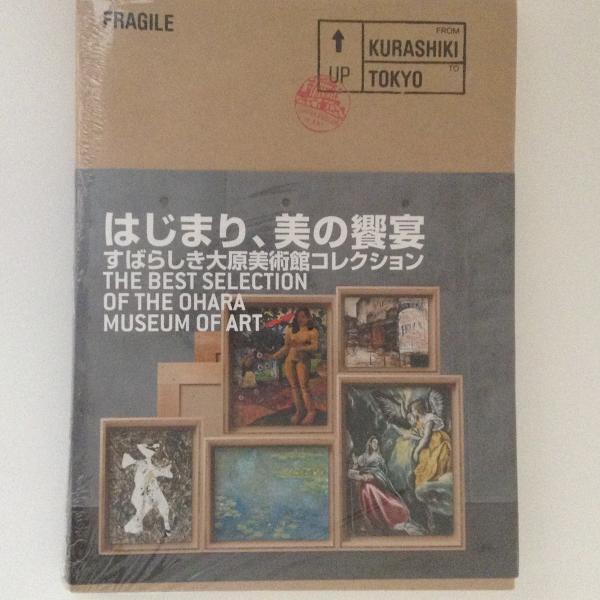 FRAGILE
FROM
KURASHIKI
UP
TO
TOKYO
はじまり、美の饗宴
すばらしき大原美術館コレクション
THE BEST SELECTION
OF THE OHARA
MUSEUM OF ART